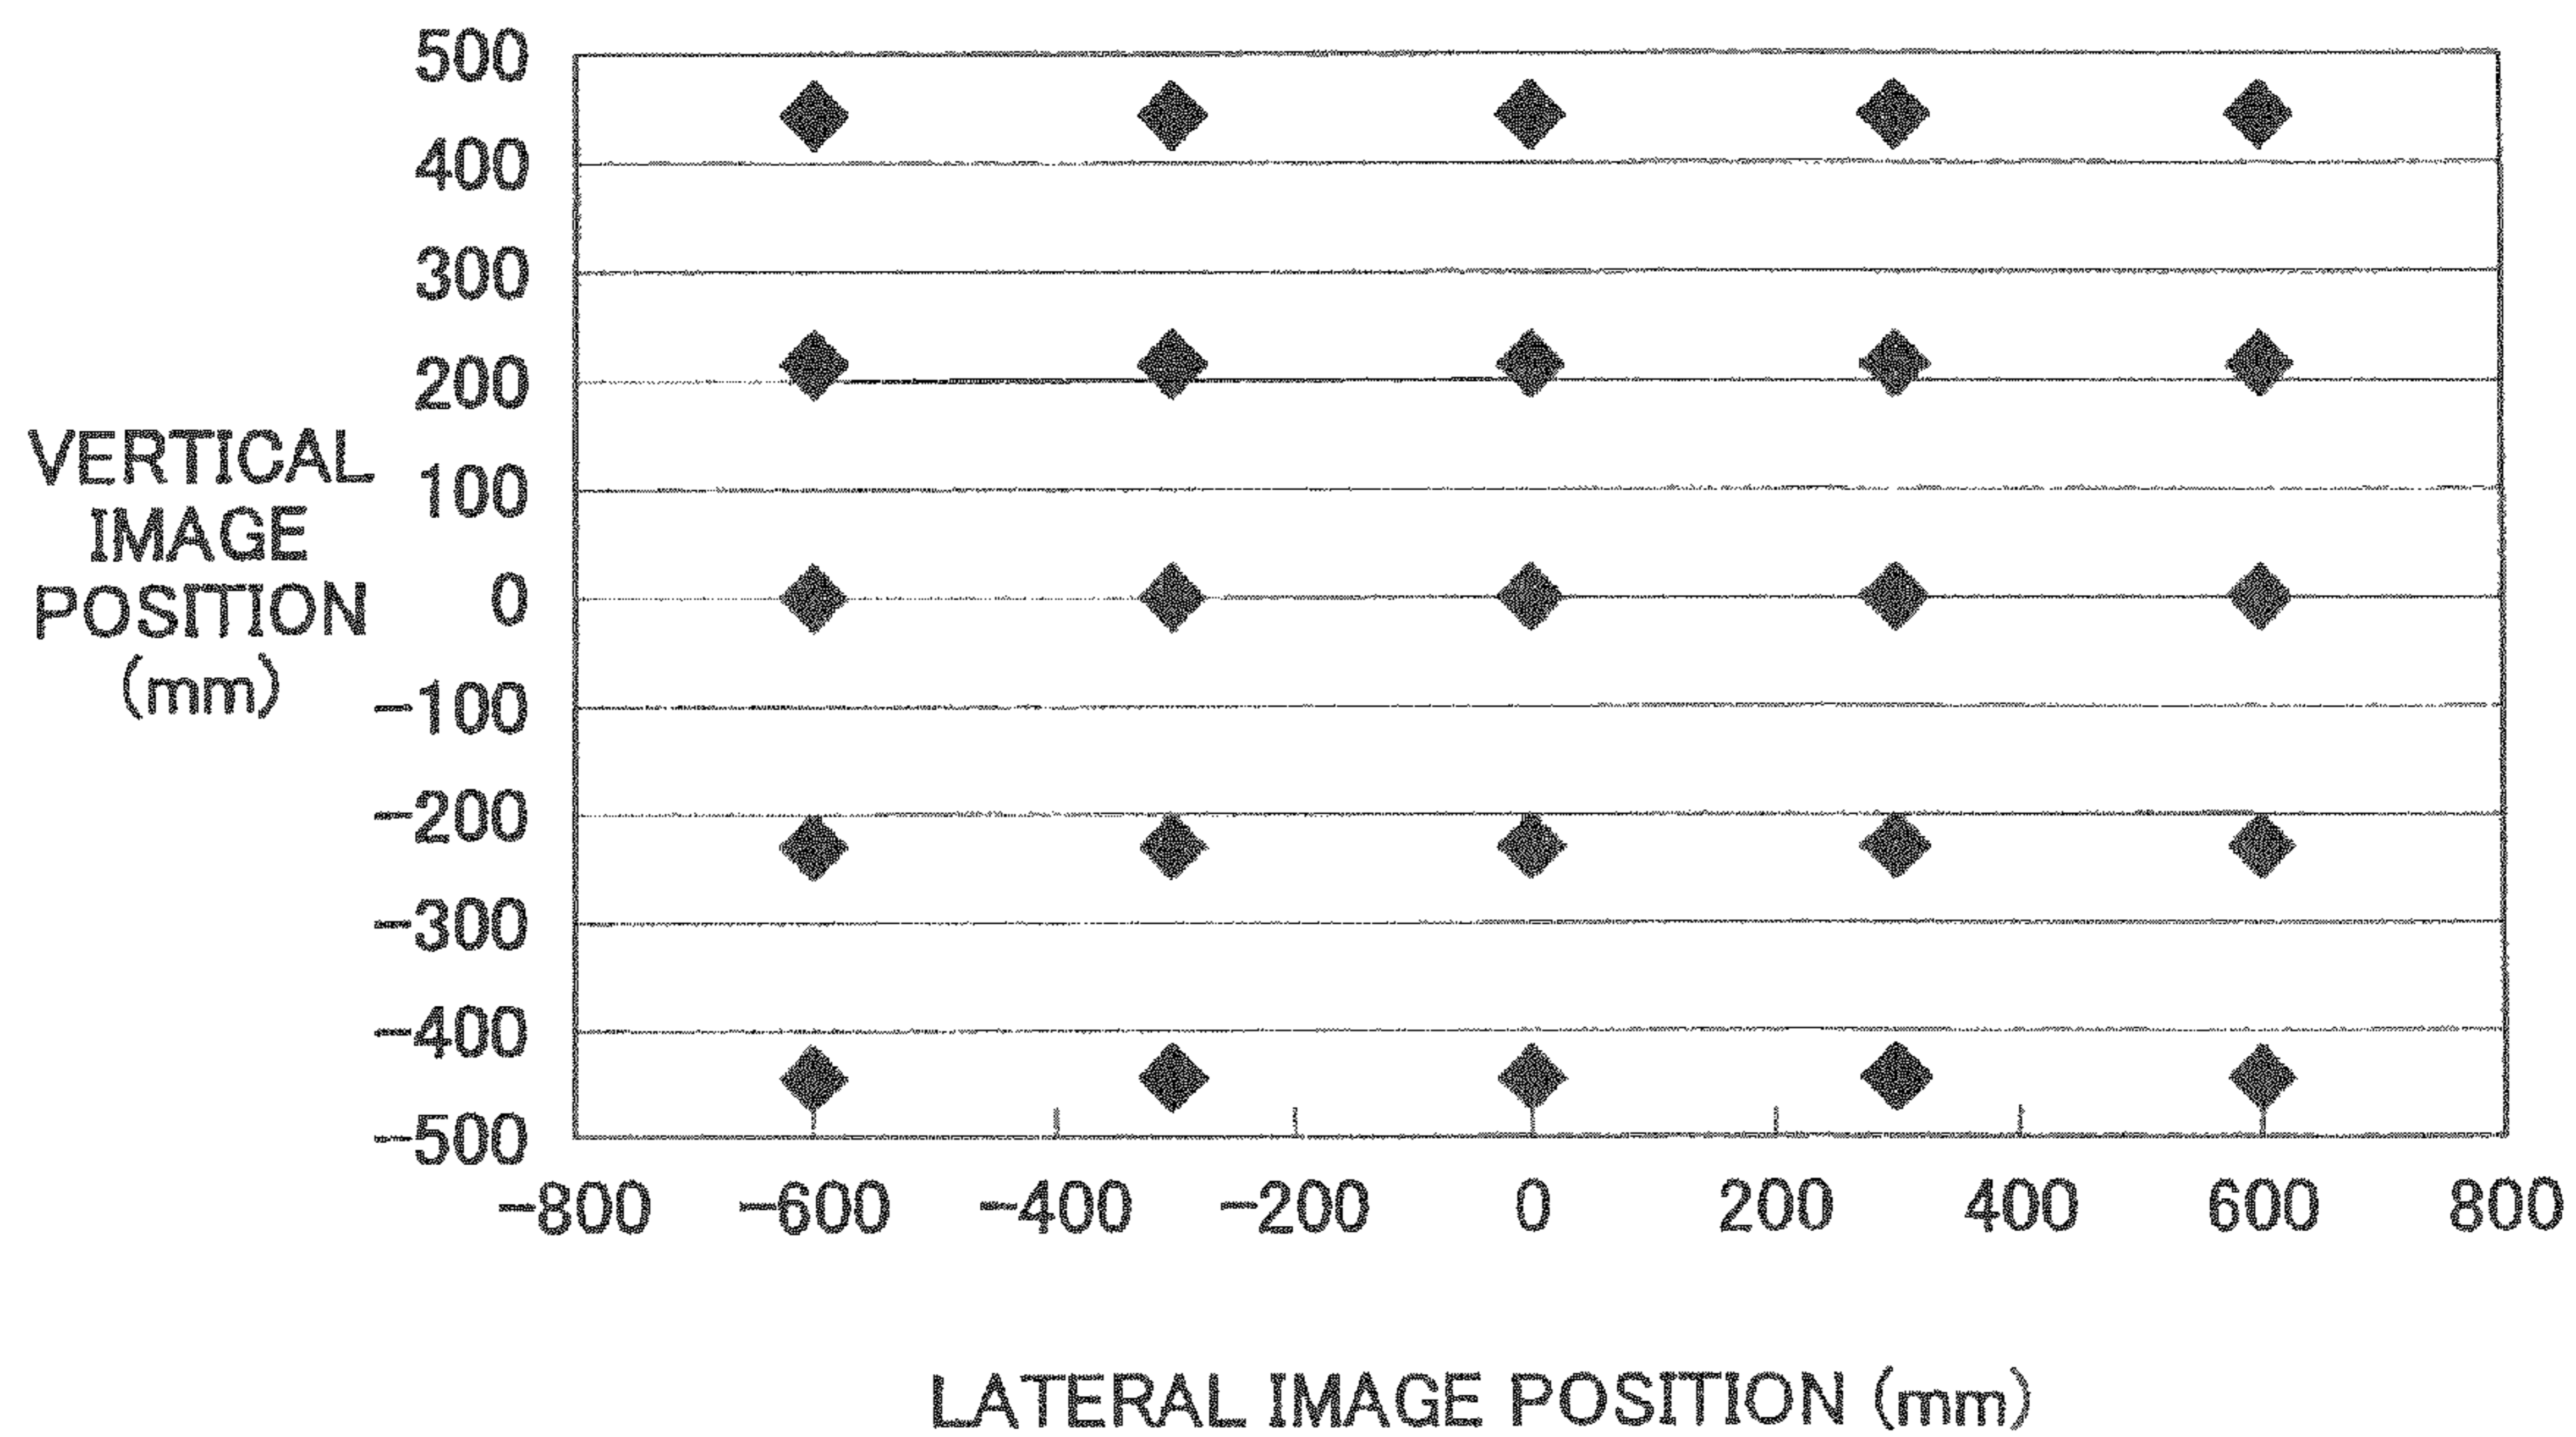 500
400
300
200
100
0
-100
-200
-300
-400
-500
VERTICAL
IMAGE
POSITION
(mm)
-800 -600 -400 -200 0 200 400 600 800
LATERAL IMAGE POSITION (mm)